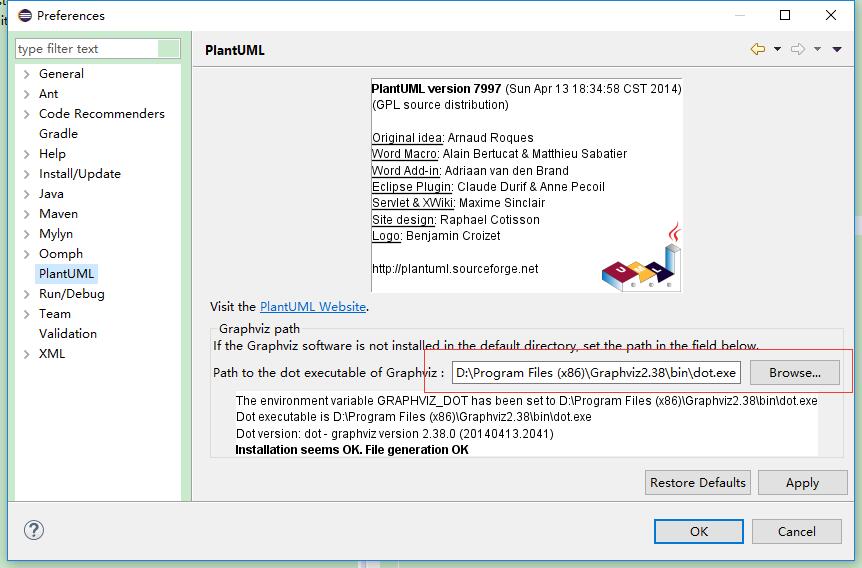 Preferences
type filter text
General
Ant
Code Recommenders
Gradle
Help
Install/Update
Java
Maven
Mylyn
Oomph
PlantUML
Run/Debug
Team
Validation
XML
PlantUML
PlantUML version 7997 (Sun Apr 13 18:34:58 CST 2014)
(GPL source distribution)
Original idea: Arnaud Roques
Word Macro: Alain Bertucat & Matthieu Sabatier
Word Add-in: Adriaan van den Brand
Eclipse Plugin: Claude Durif & Anne Pecoil
Servlet & XWiki: Maxime Sinclair
Site design: Raphael Cotisson
Logo: Benjamin Croizet
http://plantuml.sourceforge.net
UML
Visit the PlantUML Website.
Graphviz path
If the Graphviz software is not installed in the default directory, set the path in the field below.
Path to the dot executable of Graphviz : D:\Program Files (x86)\Graphviz2.38\bin\dot.exe Browse...
The environment variable GRAPHVIZ_DOT has been set to D:\Program Files (x86)\Graphviz2.38\bin\dot.exe
Dot executable is D:\Program Files (x86)\Graphviz2.38\bin\dot.exe
Dot version: dot - graphviz version 2.38.0 (20140413.2041)
Installation seems OK. File generation OK
Restore Defaults Apply
? OK Cancel